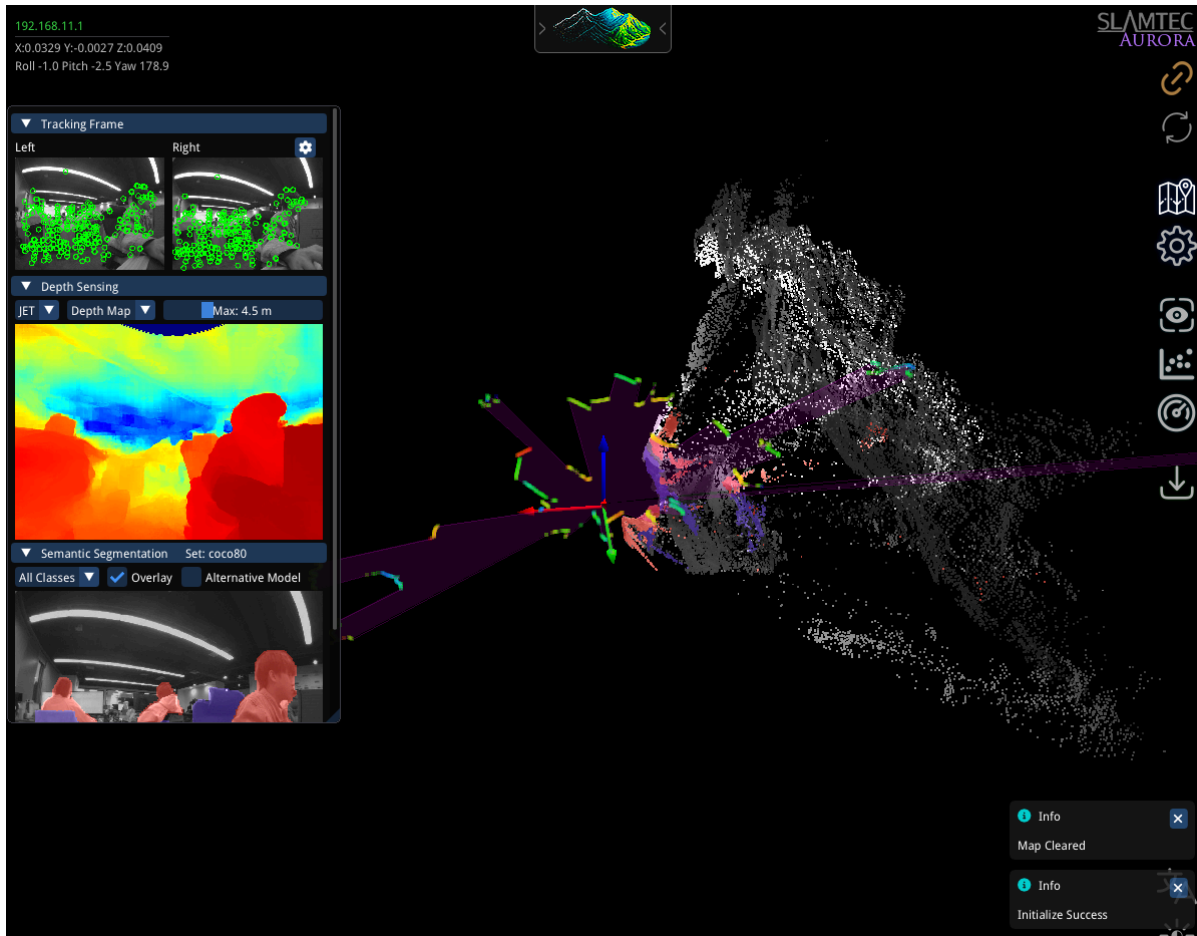 192.168.11.1
X:0.0329 Y:-0.0027 Z:0.0409
Roll -1.0 Pitch -2.5 Yaw 178.9
SLAMTEC
AURORA
Tracking Frame
Left Right
Depth Sensing
JET Depth Map Max: 4.5 m
Semantic Segmentation Set: coco80
All Classes Overlay Alternative Model
Info
Map Cleared
Info
Initialize Success